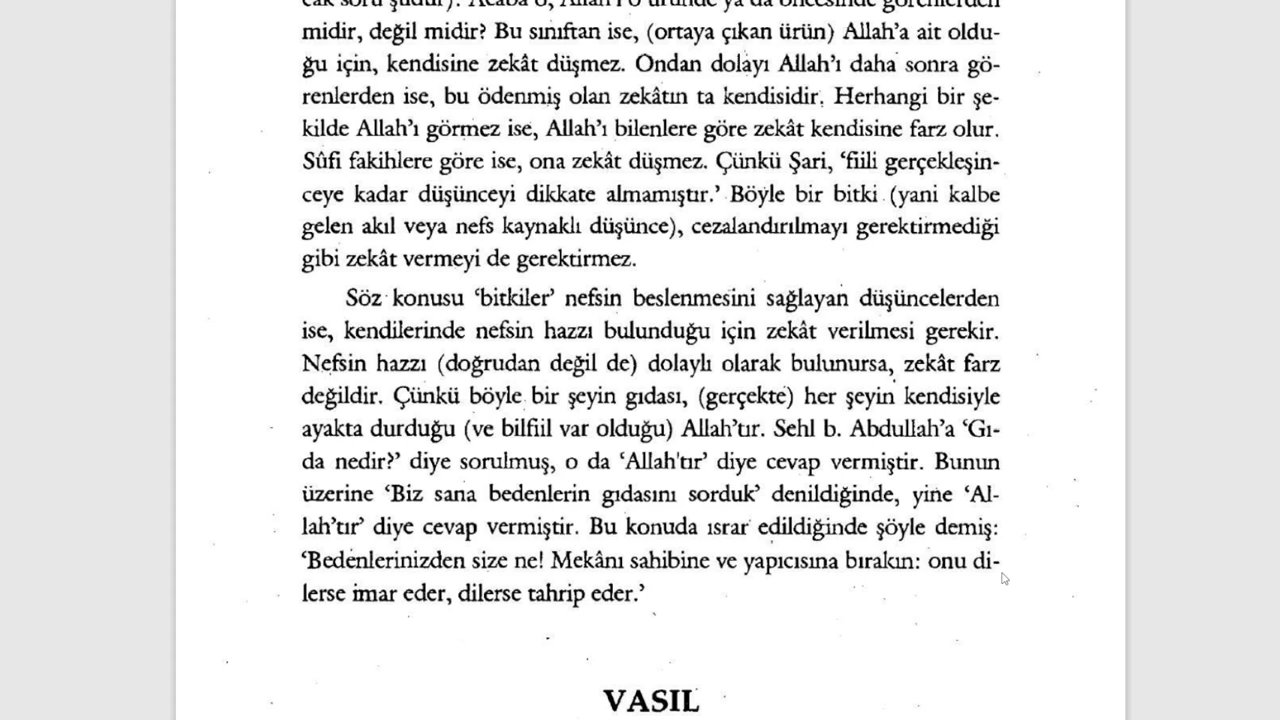 midir, değil midir? Bu sınıftan ise, (ortaya çıkan ürün) Allah'a ait oldu-
ğu için, kendisine zekât düşmez. Ondan dolayı Allah'ı daha sonra gö-
renlerden ise, bu ödenmiş olan zekâtın ta kendisidir. Herhangi bir şe-
kilde Allah'ı görmez ise, Allah'ı bilenlere göre zekât kendisine farz olur.
Sûfi fakihlere göre ise, ona zekât düşmez. Çünkü Şari, 'fiili gerçekleşin-
ceye kadar düşünceyi dikkate almamıştır.' Böyle bir bitki (yani kalbe
gelen akıl veya nefs kaynaklı düşünce), cezalandırılmayı gerektirmediği
gibi zekât vermeyi de gerektirmez.
Söz konusu 'bitkiler' nefsin beslenmesini sağlayan düşüncelerden
ise, kendilerinde nefsin hazzı bulunduğu için zekât verilmesi gerekir.
Nefsin hazzı (doğrudan değil de) dolaylı olarak bulunursa, zekât farz
değildir. Çünkü böyle bir şeyin gıdası, (gerçekte) her şeyin kendisiyle
ayakta durduğu (ve bilfiil var olduğu) Allah'tır. Sehl b. Abdullah'a 'Gı-
da nedir?' diye sorulmuş, o da 'Allah'tır' diye cevap vermiştir. Bunun
üzerine 'Biz sana bedenlerin gıdasını sorduk' denildiğinde, yine 'Al-
lah'tır' diye cevap vermiştir. Bu konuda ısrar edildiğinde şöyle demiş:
'Bedenlerinizden size ne! Mekânı sahibine ve yapıcısına bırakın: onu di-
lerse imar eder, dilerse tahrip eder.'
VASIL